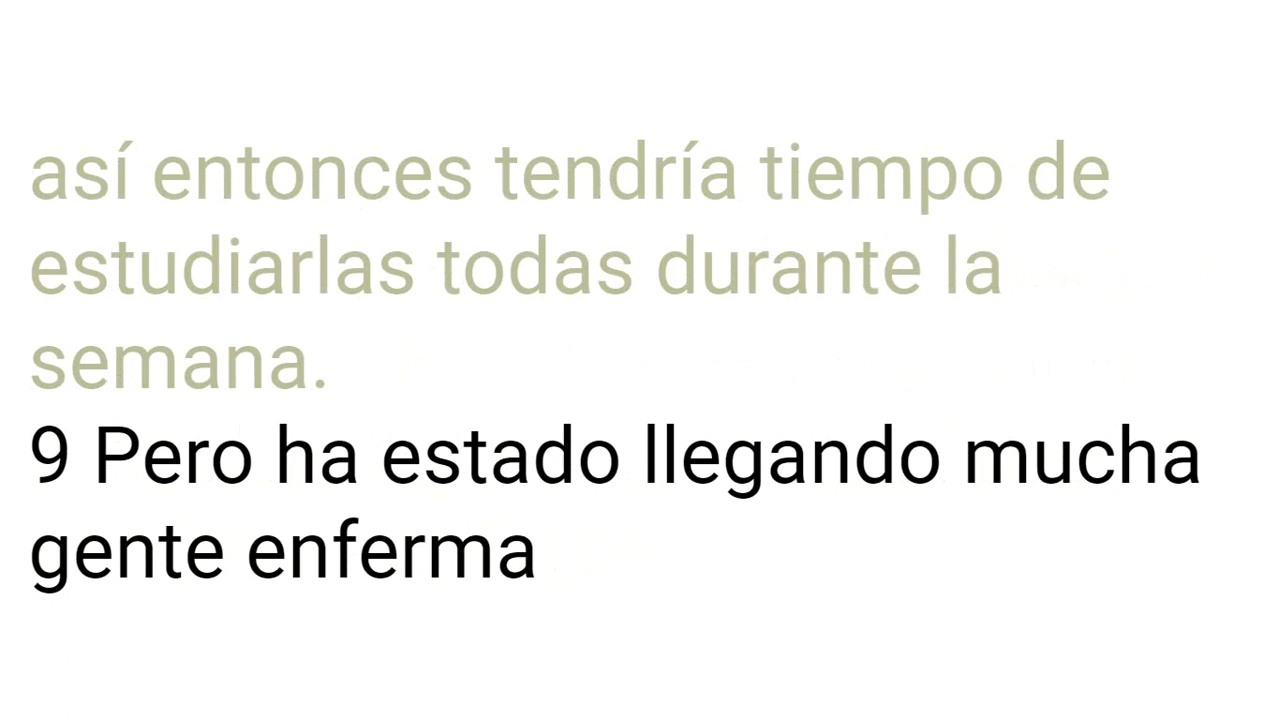 así entonces tendría tiempo de
estudiarlas todas durante la
semana.
9 Pero ha estado llegando mucha
gente enferma